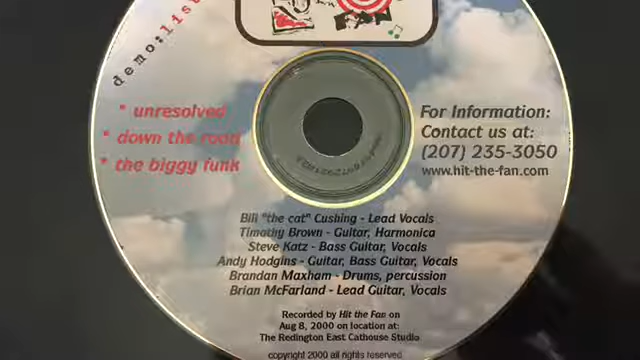 demo:list
* unresolved
* down the road
* the biggy funk
For Information:
Contact us at:
(207) 235-3050
www.hit-the-fan.com
Bill "the cat" Cushing - Lead Vocals
Timothy Brown - Guitar, Harmonica
Steve Katz - Bass Guitar, Vocals
Andy Hodgins - Guitar, Bass Guitar, Vocals
Brandan Maxham - Drums, percussion
Brian McFarland - Lead Guitar, Vocals
Recorded by Hit the Fan on
Aug 8, 2000 on location at:
The Redington East Cathouse Studio
copyright 2000 all rights reserved